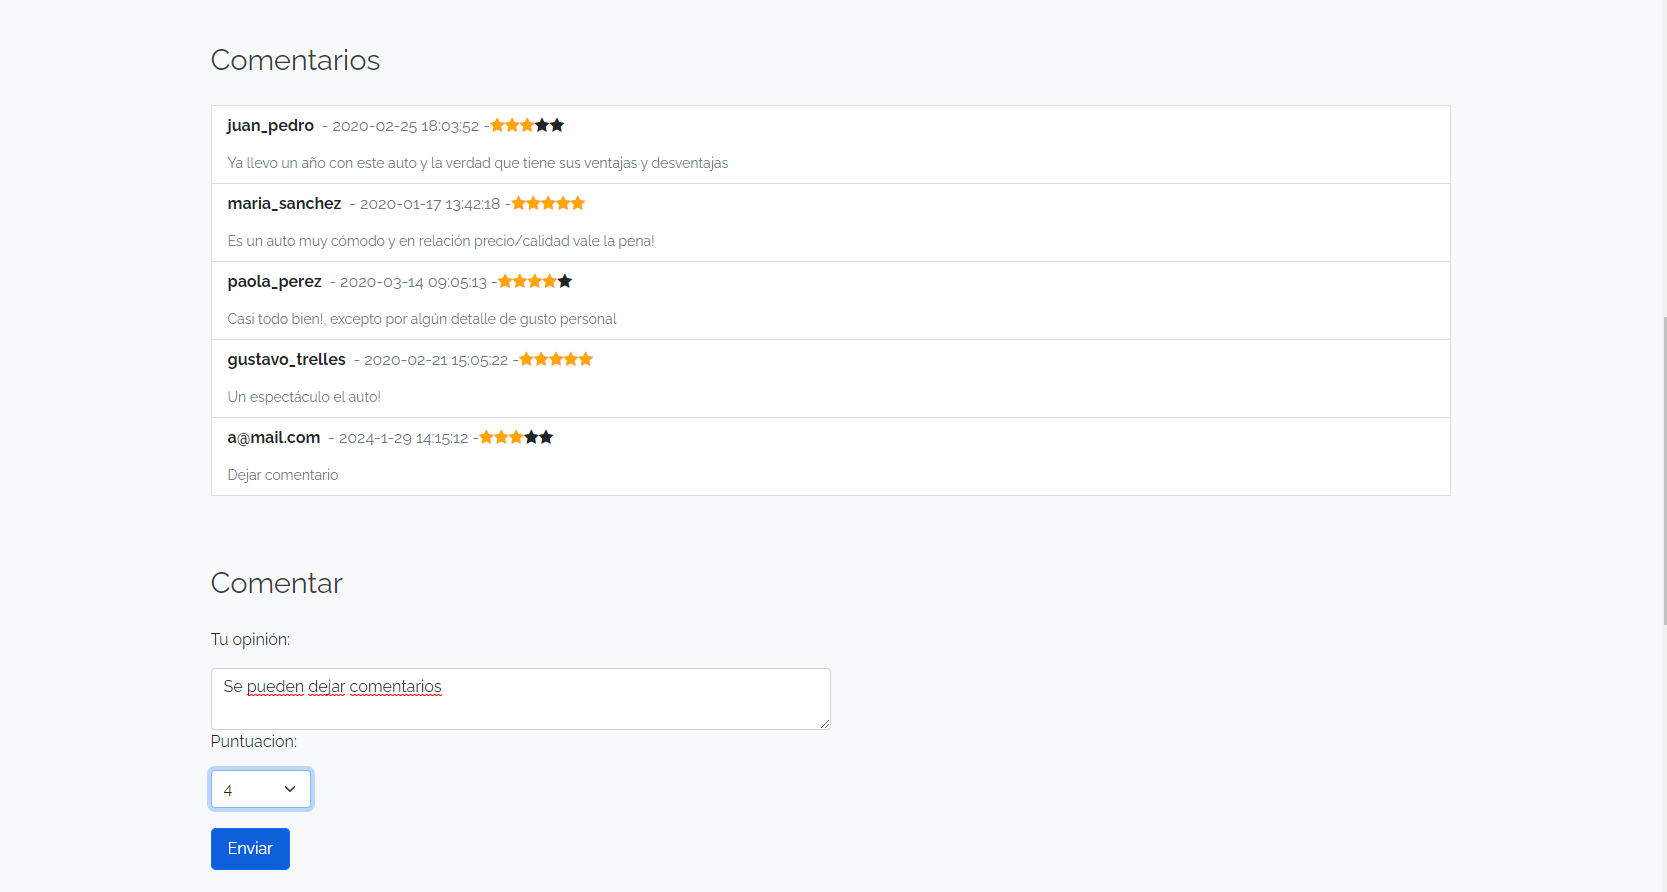 Comentarios
juan_pedro - 2020-02-25 18:03:52 -
Ya llevo un año con este auto y la verdad que tiene sus ventajas y desventajas
maria_sanchez - 2020-01-17 13:42:18 -
Es un auto muy cómodo y en relación precio/calidad vale la pena!
paola_perez - 2020-03-14 09:05:13 -
Casi todo bien!, excepto por algún detalle de gusto personal
gustavo_trelles - 2020-02-21 15:05:22 -
Un espectáculo el auto!
a@mail.com - 2024-1-29 14:15:12 -
Dejar comentario
Comentar
Tu opinión:
Se pueden dejar comentarios
Puntuacion:
4
Enviar